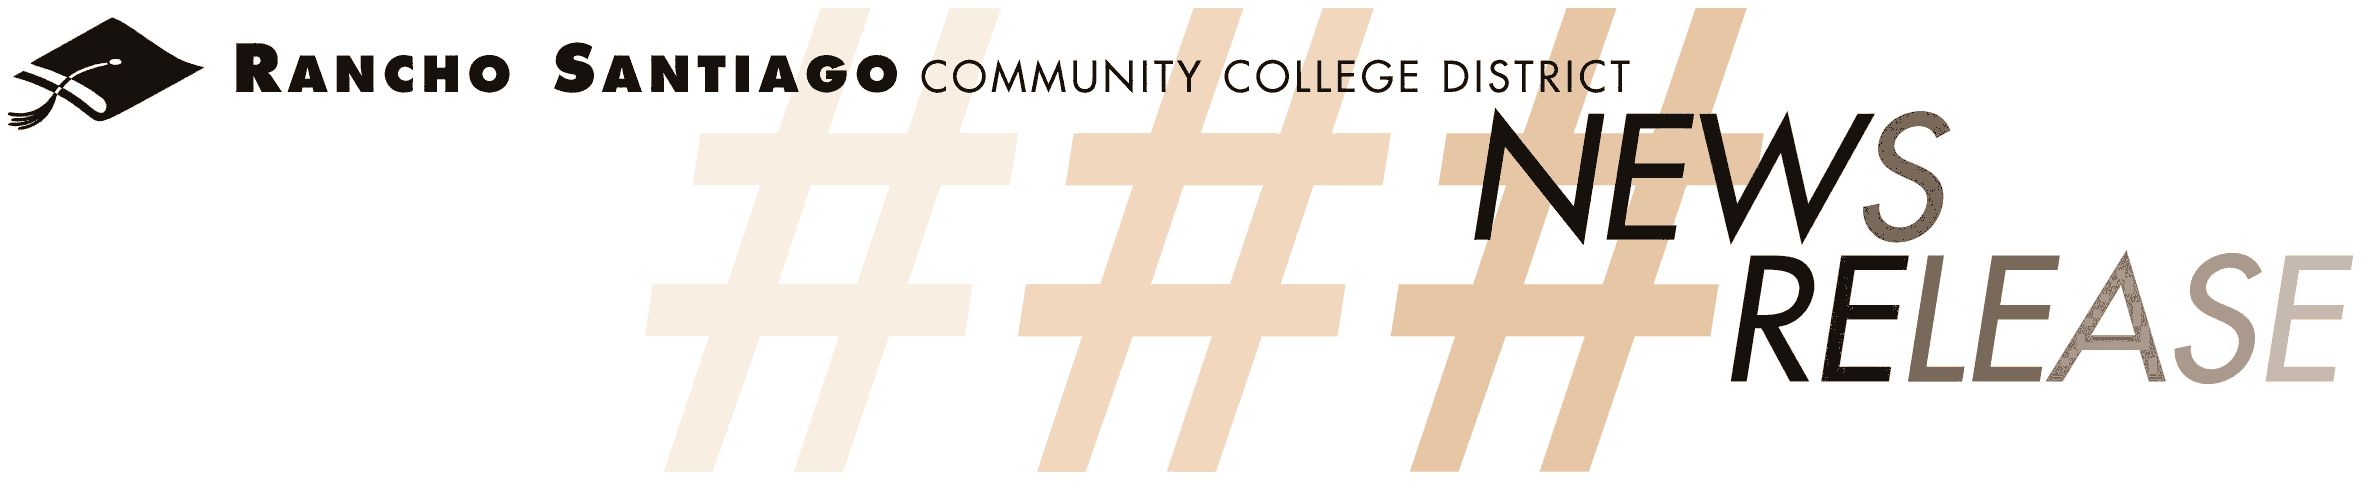 RANCHO SANTIAGO COMMUNITY COLLEGE DISTRICT
###
NEWS
RELEASE